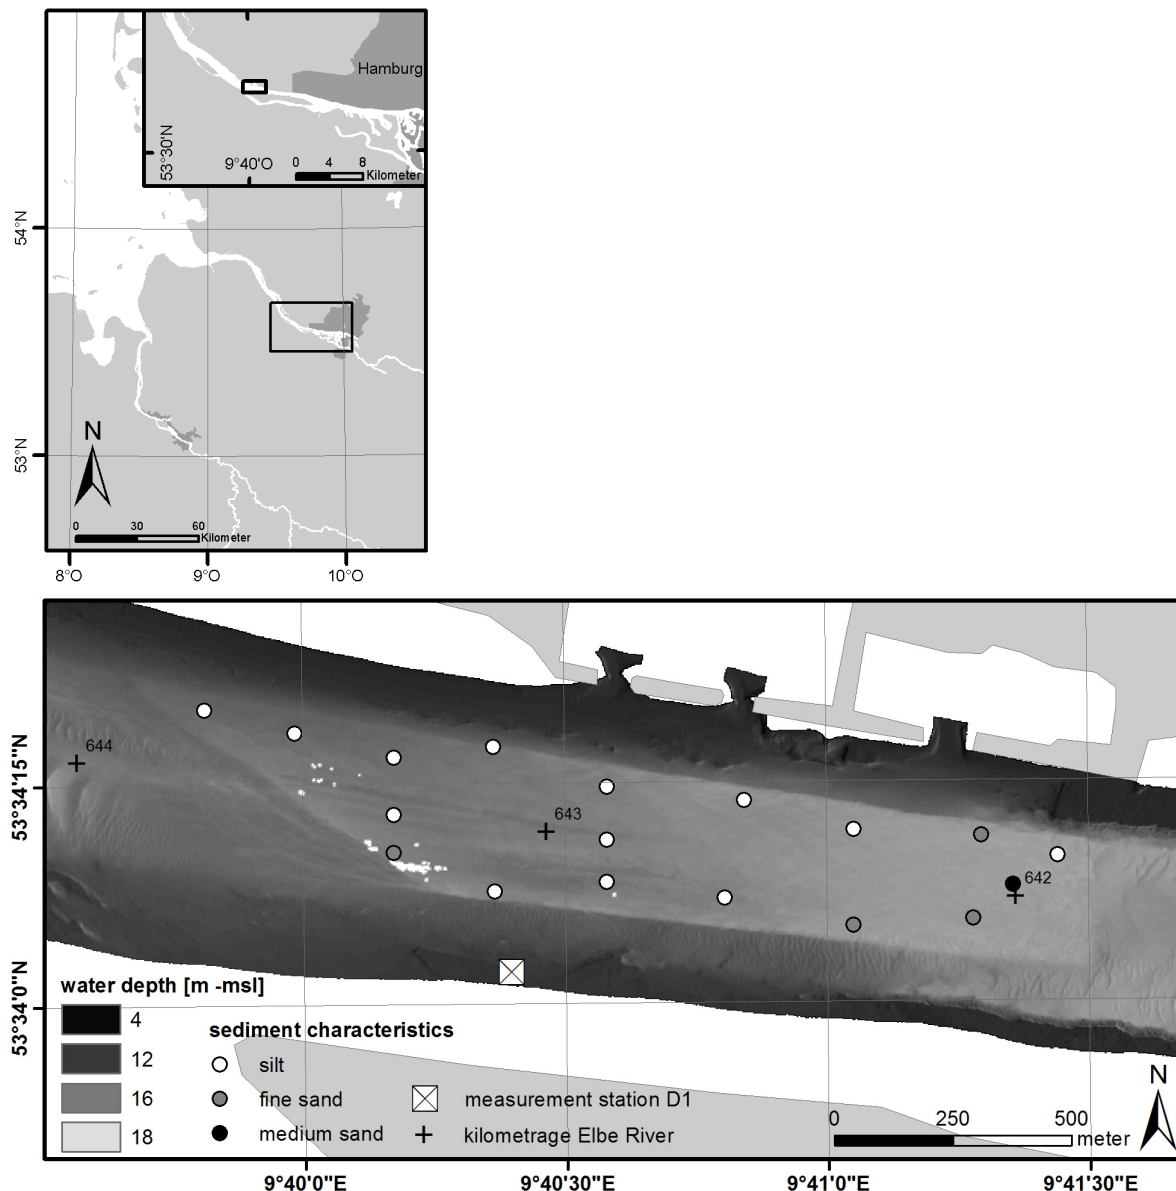 Hamburg
53°30'N
9°40'O
0 4 8
Kilometer
54°N
53°N
N
0 30 60
Kilometer
8°O 9°O 10°O
644
643
642
53°34'15"N
53°34'0"N
water depth [m -msl]
4
12
16
18
sediment characteristics
silt
fine sand
medium sand
measurement station D1
kilometrage Elbe River
0 250 500
meter
N
9°40'0"E 9°40'30"E 9°41'0"E 9°41'30"E